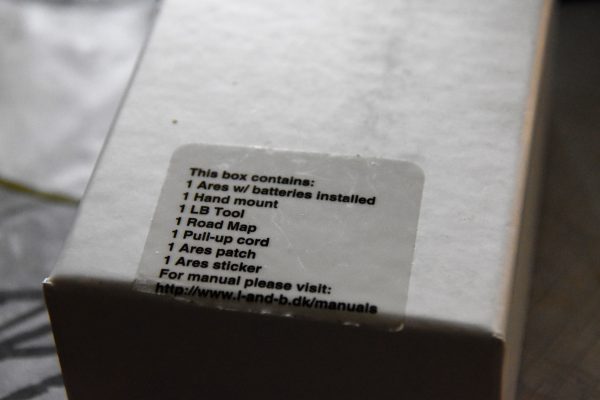 This box contains:
1 Ares w/ batteries installed
1 Hand mount
1 LB Tool
1 Road Map
1 Pull-up cord
1 Ares patch
1 Ares sticker
For manual please visit:
http://www.l-and-b.dk/manuals